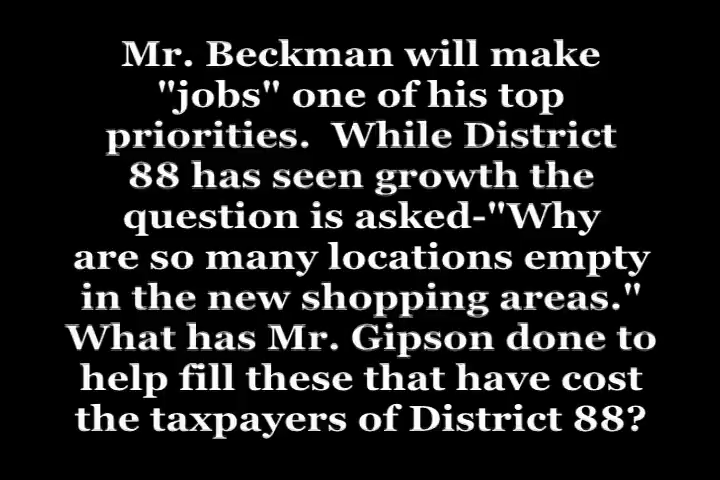 Mr. Beckman will make
"jobs" one of his top
priorities.  While District
88 has seen growth the
question is asked-"Why
are so many locations empty
in the new shopping areas."
What has Mr. Gipson done to
help fill these that have cost
the taxpayers of District 88?